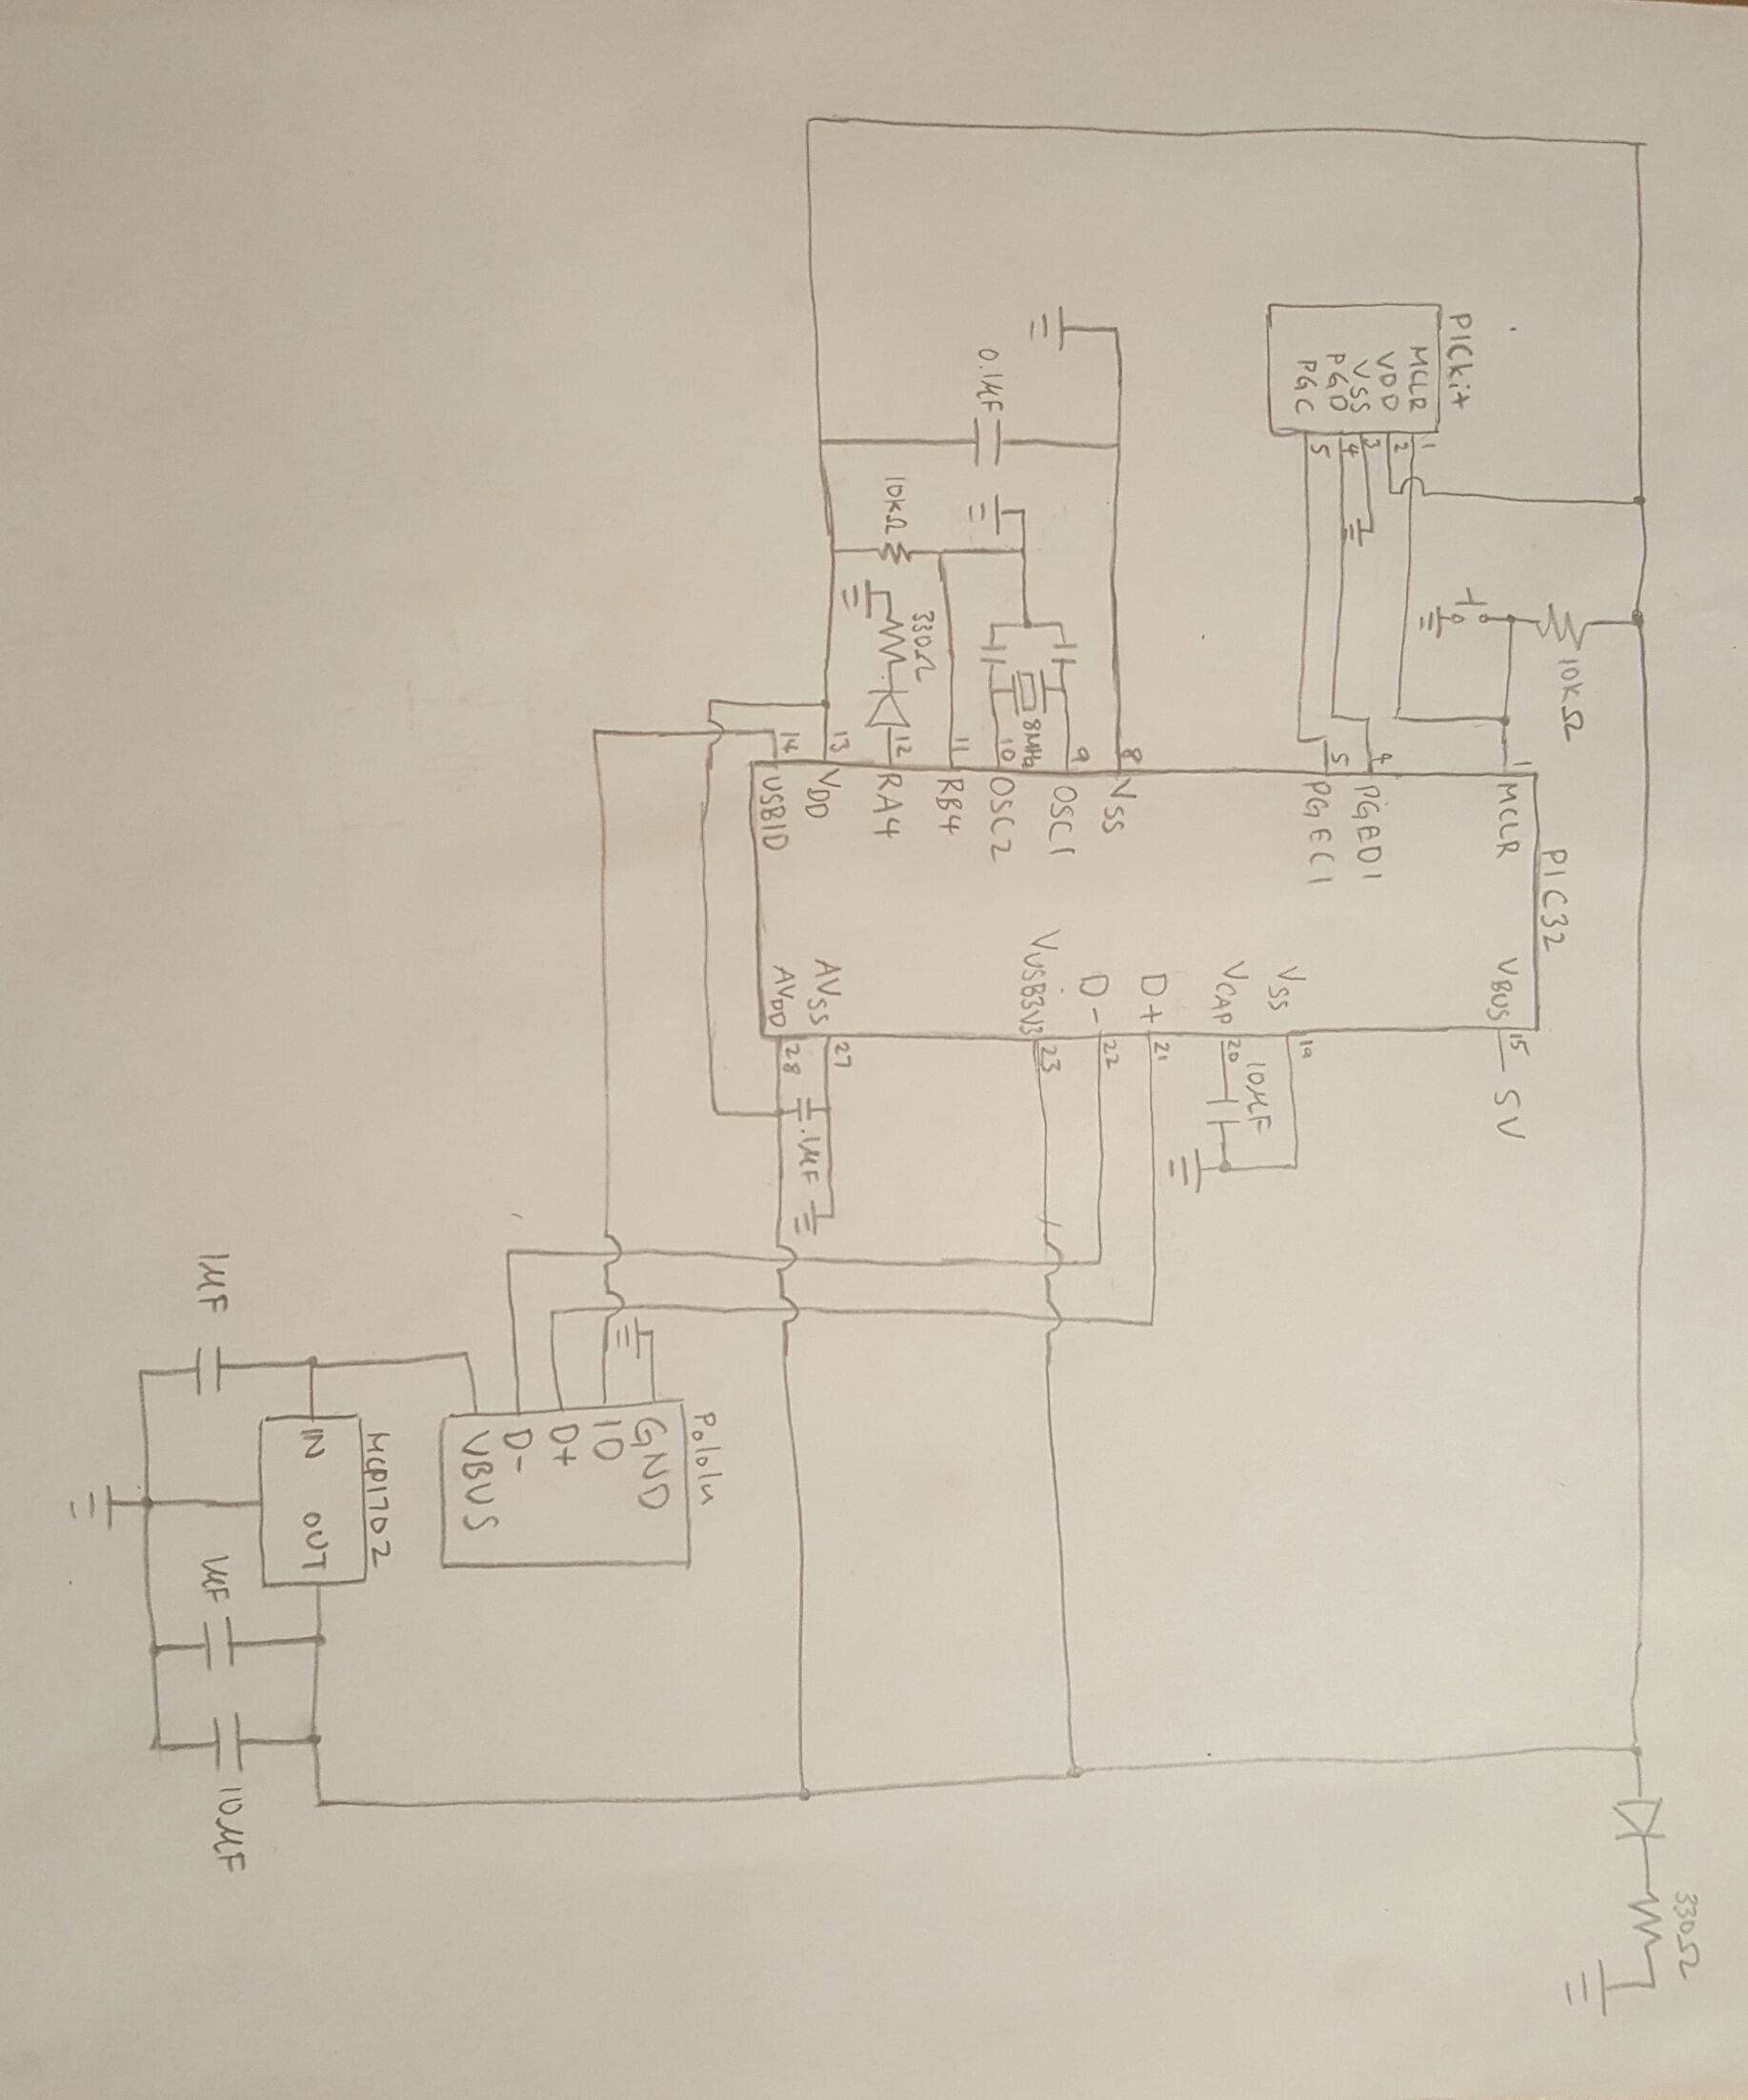 PICkit
MCLR
VDD
VSS
PGD
PGC
1
2
3
4
5
10KΩ
0.1µF
10KΩ
330Ω
8MHz
PIC32
1
MCLR
4
PGED1
5
PGEC1
8
VSS
9
OSC1
10
OSC2
11
RB4
12
RA4
13
VDD
14
USBID
VBUS
15
5V
VSS
19
VCAP
20
10µF
D+
21
D-
22
VUSB3V3
23
AVSS
27
AVDD
28
.1µF
Pololu
GND
ID
D+
D-
VBUS
MCP1702
IN
OUT
1µF
1µF
10µF
330Ω